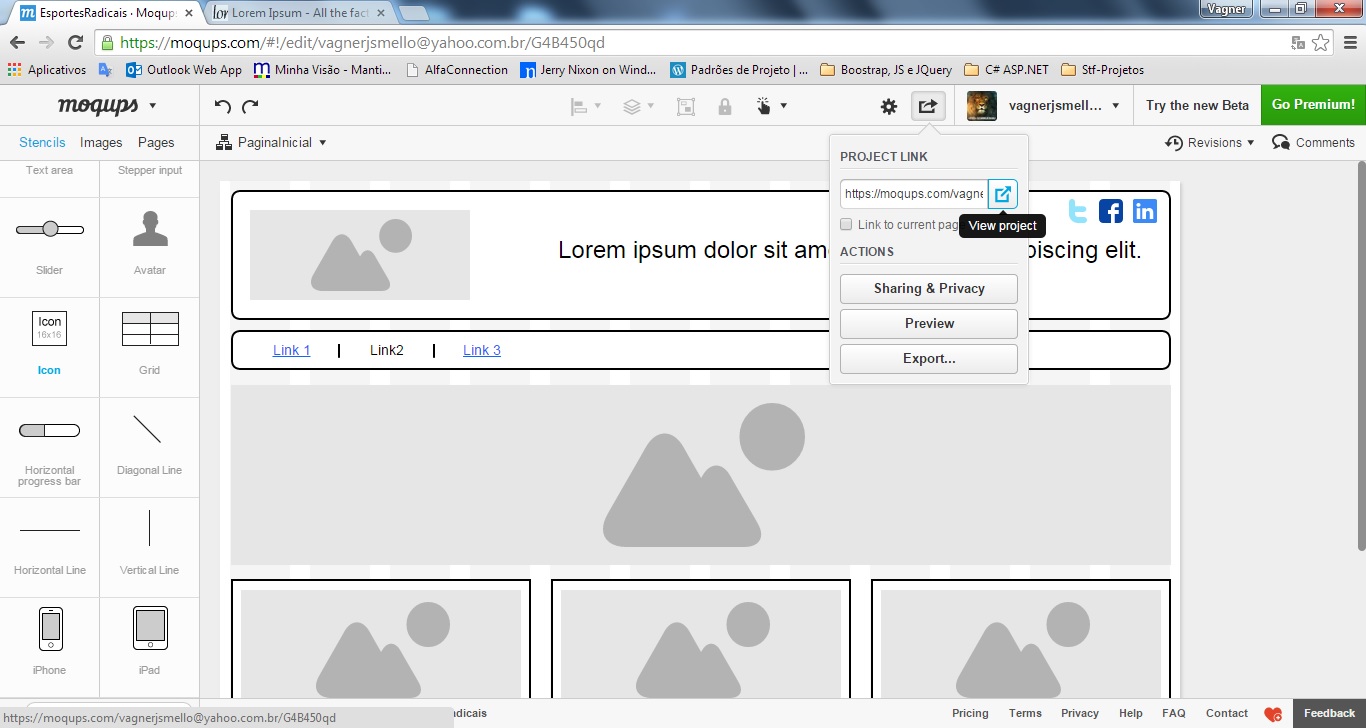 EsportesRadicais · Moqups
Lorem Ipsum - All the fact
Vagner
https://moqups.com/#!/edit/vagnerjsmello@yahoo.com.br/G4B450qd
Aplicativos
Outlook Web App
Minha Visão - Manti...
AlfaConnection
Jerry Nixon on Wind...
Padrões de Projeto | ...
Boostrap, JS e JQuery
C# ASP.NET
Stf-Projetos
moqups
vagnerjsmell...
Try the new Beta
Go Premium!
Stencils Images Pages
PaginaInicial
Revisions
Comments
Text area
Stepper input
Slider
Avatar
Icon
16x16
Icon
Grid
Horizontal
progress bar
Diagonal Line
Horizontal Line
Vertical Line
iPhone
iPad
PROJECT LINK
https://moqups.com/vagne
Link to current pag
View project
ACTIONS
Sharing & Privacy
Preview
Export...
Lorem ipsum dolor sit ame
piscing elit.
Link 1
Link2
Link 3
https://moqups.com/vagnerjsmello@yahoo.com.br/G4B450qd
dicais
Pricing
Terms
Privacy
Help
FAQ
Contact
Feedback